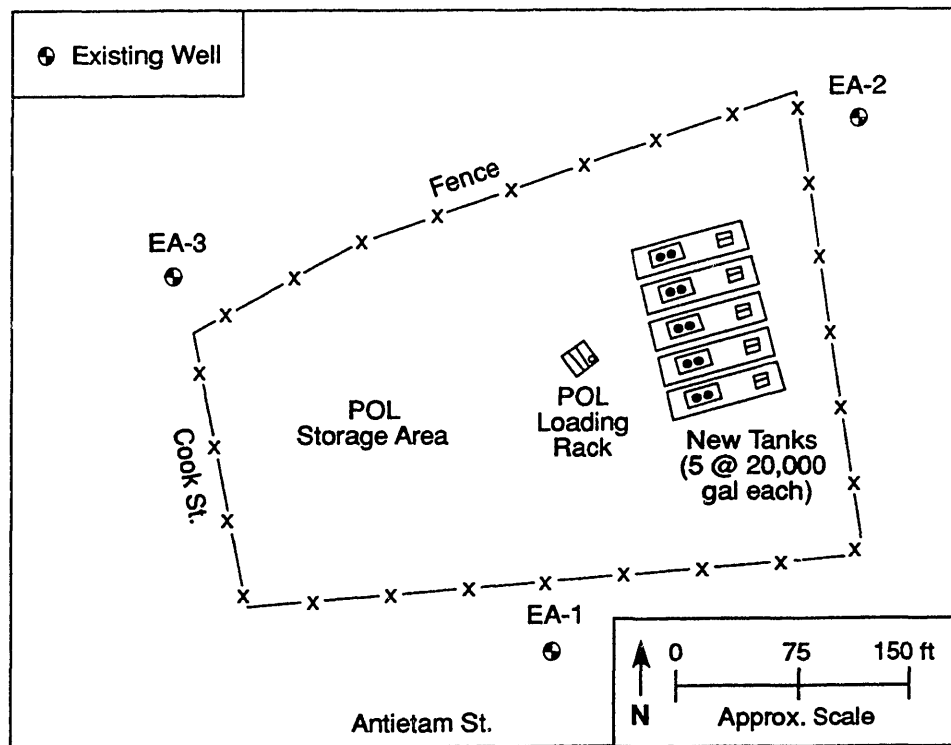 Existing Well
EA-2
Fence
EA-3
POL
Storage Area
POL
Loading
Rack
New Tanks
(5 @ 20,000
gal each)
Cook St.
EA-1
0 75 150 ft
N
Approx. Scale
Antietam St.